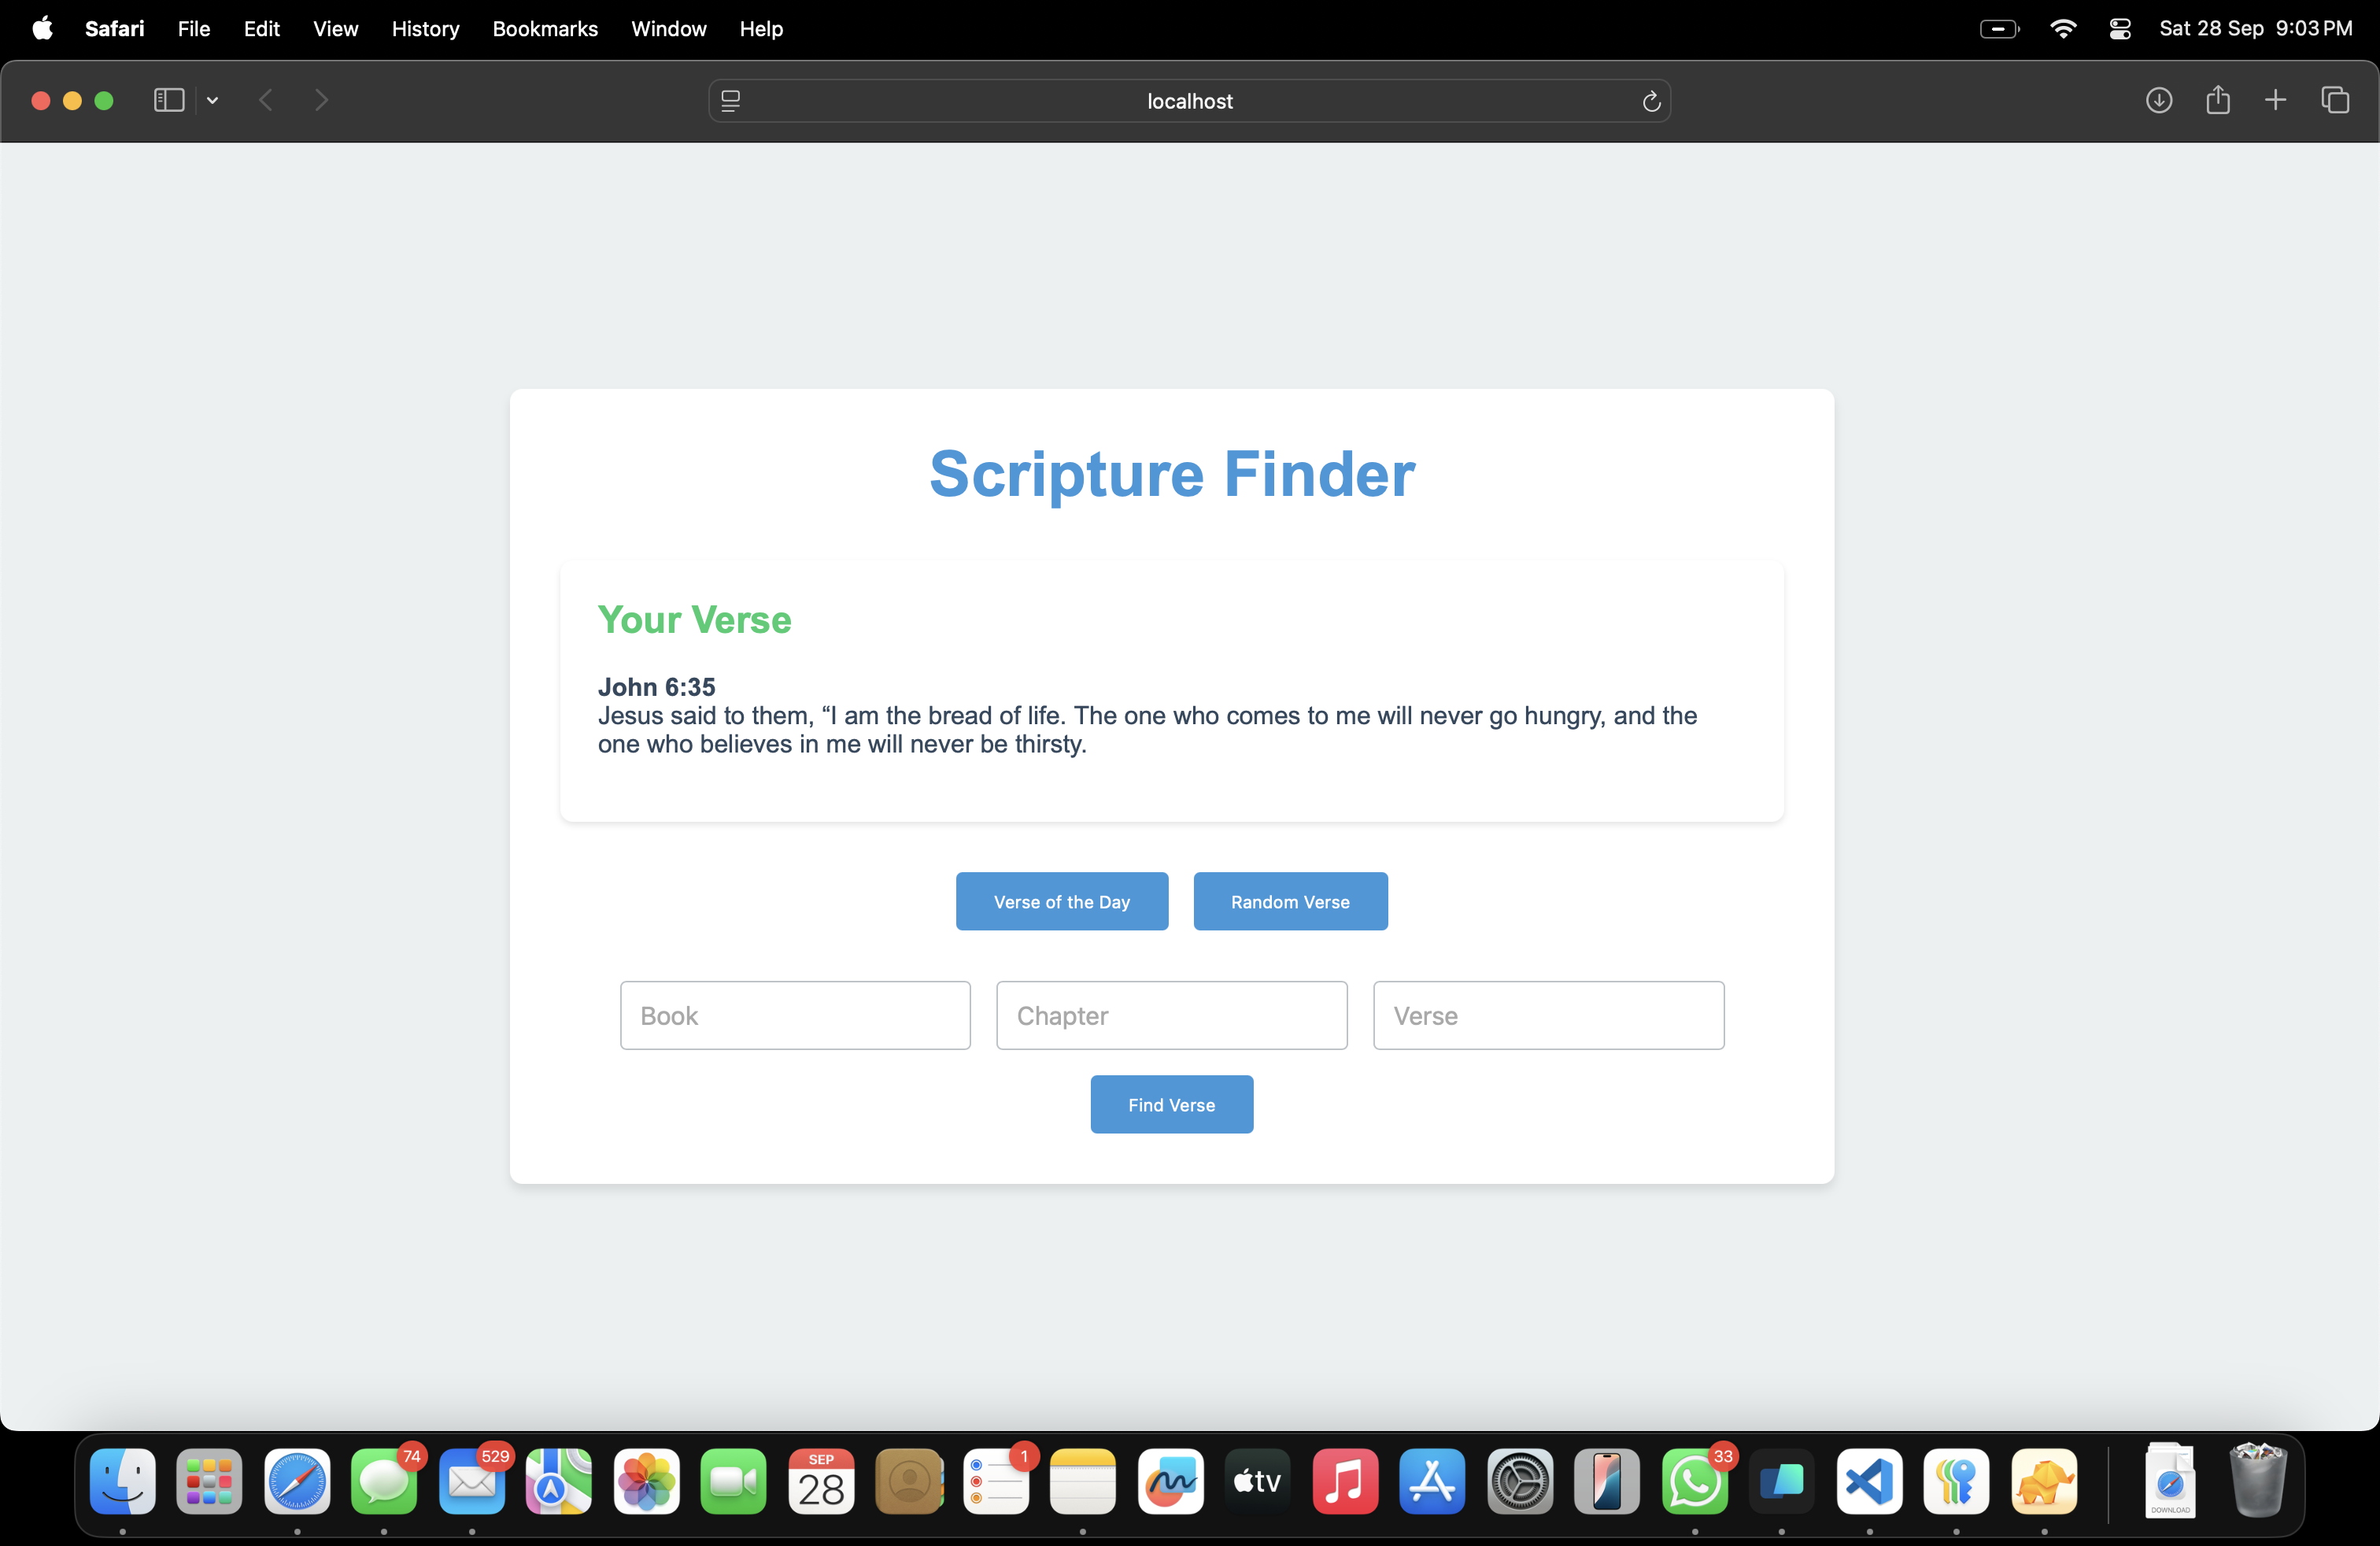 Safari File Edit View History Bookmarks Window Help Sat 28 Sep 9:03 PM
localhost
Scripture Finder
Your Verse
John 6:35
Jesus said to them, “I am the bread of life. The one who comes to me will never go hungry, and the
one who believes in me will never be thirsty.
Verse of the Day Random Verse
Book Chapter Verse
Find Verse
74 529 SEP 28 1 tv 33 DOWNLOAD